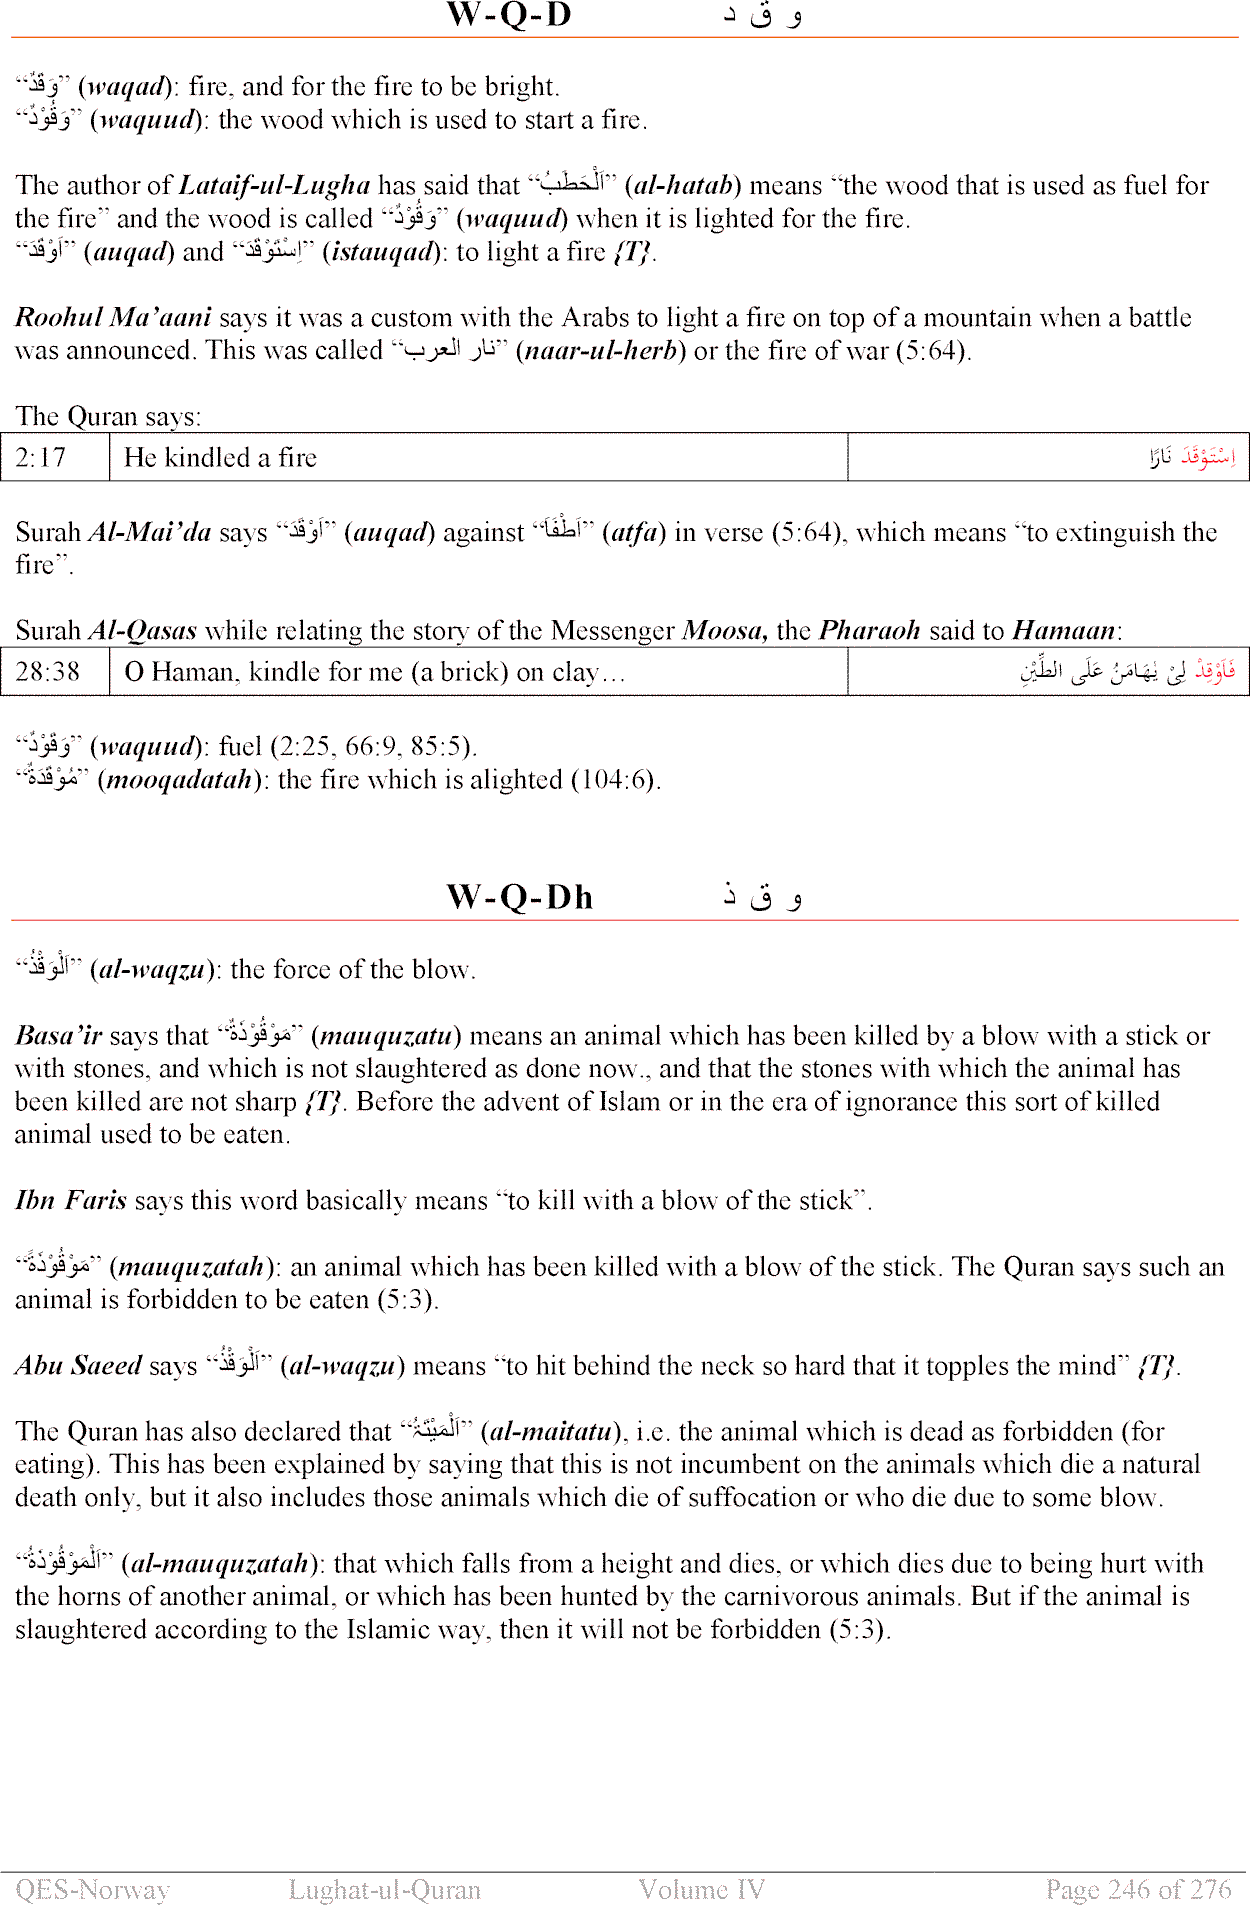 W-Q-D و ق د
“وَقَدٌ” (waqad): fire, and for the fire to be bright.
“وَقُوْدٌ” (waquud): the wood which is used to start a fire.
The author of Lataif-ul-Lugha has said that “اَلْحَطَبُ” (al-hatab) means “the wood that is used as fuel for
the fire” and the wood is called “وَقُوْدٌ” (waquud) when it is lighted for the fire.
“اَوْقَدَ” (auqad) and “اِسْتَوْقَدَ” (istauqad): to light a fire {T}.
Roohul Ma’aani says it was a custom with the Arabs to light a fire on top of a mountain when a battle
was announced. This was called “نار العرب” (naar-ul-herb) or the fire of war (5:64).
The Quran says:
2:17 He kindled a fire اِسْتَوْقَدَ نَارًا
Surah Al-Mai’da says “اَوْقَدَ” (auqad) against “اَطْفَاَ” (atfa) in verse (5:64), which means “to extinguish the
fire”.
Surah Al-Qasas while relating the story of the Messenger Moosa, the Pharaoh said to Hamaan:
28:38 O Haman, kindle for me (a brick) on clay… فَاَوْقِدْ لِیْ یٰهَامَنُ عَلَی الطِّيْنِ
“وَقُوْدٌ” (waquud): fuel (2:25, 66:9, 85:5).
“مُوْقَدَةٌ” (mooqadatah): the fire which is alighted (104:6).
W-Q-Dh و ق ذ
“اَلْوَقْذُ” (al-waqzu): the force of the blow.
Basa’ir says that “مَوْقُوْذَةٌ” (mauquzatu) means an animal which has been killed by a blow with a stick or
with stones, and which is not slaughtered as done now., and that the stones with which the animal has
been killed are not sharp {T}. Before the advent of Islam or in the era of ignorance this sort of killed
animal used to be eaten.
Ibn Faris says this word basically means “to kill with a blow of the stick”.
“مَوْقُوْذَةً” (mauquzatah): an animal which has been killed with a blow of the stick. The Quran says such an
animal is forbidden to be eaten (5:3).
Abu Saeed says “اَلْوَقْذُ” (al-waqzu) means “to hit behind the neck so hard that it topples the mind” {T}.
The Quran has also declared that “اَلْمَيْتَۃُ” (al-maitatu), i.e. the animal which is dead as forbidden (for
eating). This has been explained by saying that this is not incumbent on the animals which die a natural
death only, but it also includes those animals which die of suffocation or who die due to some blow.
“اَلْمَوْقُوْذَةُ” (al-mauquzatah): that which falls from a height and dies, or which dies due to being hurt with
the horns of another animal, or which has been hunted by the carnivorous animals. But if the animal is
slaughtered according to the Islamic way, then it will not be forbidden (5:3).
QES-Norway Lughat-ul-Quran Volume IV Page 246 of 276